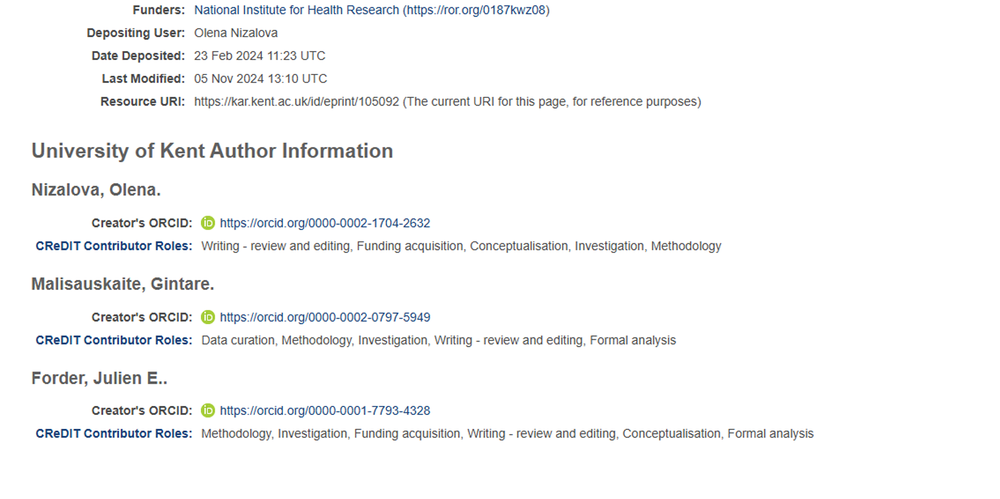 Funders: National Institute for Health Research (https://ror.org/0187kwz08)
Depositing User: Olena Nizalova
Date Deposited: 23 Feb 2024 11:23 UTC
Last Modified: 05 Nov 2024 13:10 UTC
Resource URI: https://kar.kent.ac.uk/id/eprint/105092 (The current URI for this page, for reference purposes)
University of Kent Author Information
Nizalova, Olena.
Creator's ORCID: iD https://orcid.org/0000-0002-1704-2632
CReDIT Contributor Roles: Writing - review and editing, Funding acquisition, Conceptualisation, Investigation, Methodology
Malisauskaite, Gintare.
Creator's ORCID: iD https://orcid.org/0000-0002-0797-5949
CReDIT Contributor Roles: Data curation, Methodology, Investigation, Writing - review and editing, Formal analysis
Forder, Julien E..
Creator's ORCID: iD https://orcid.org/0000-0001-7793-4328
CReDIT Contributor Roles: Methodology, Investigation, Funding acquisition, Writing - review and editing, Conceptualisation, Formal analysis